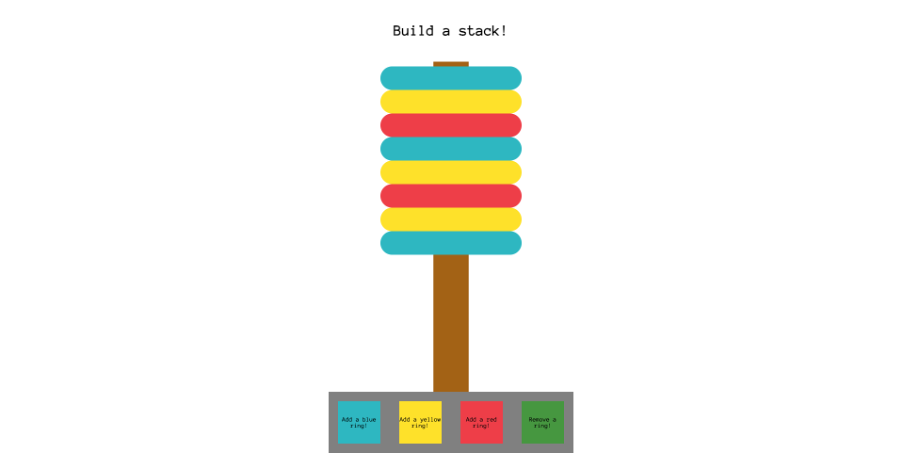 Build a stack!
Add a blue
ring!
Add a yellow
ring!
Add a red
ring!
Remove a
ring!